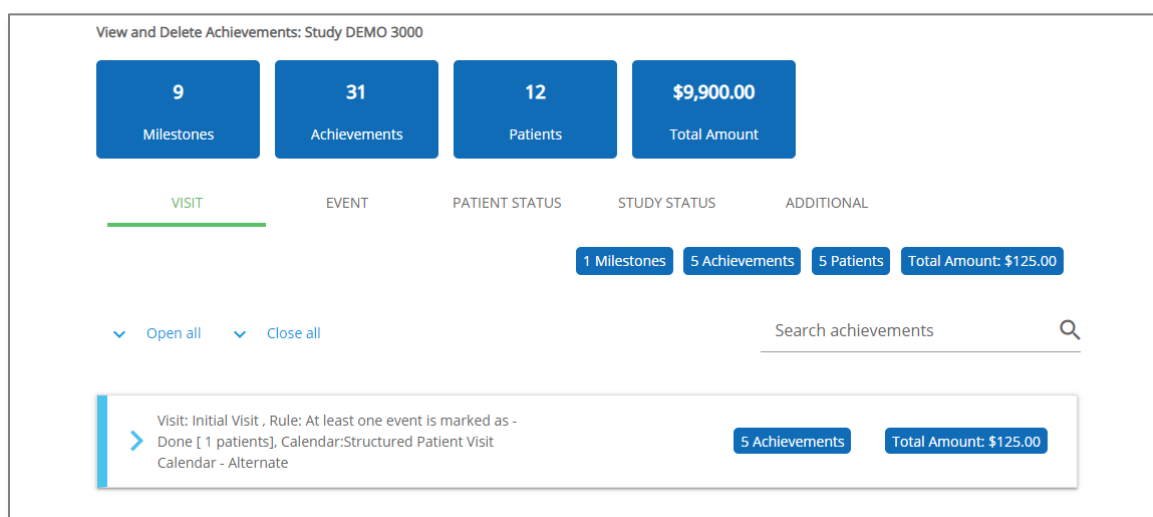 View and Delete Achievements: Study DEMO 3000
9
Milestones
31
Achievements
12
Patients
$9,900.00
Total Amount
VISIT
EVENT
PATIENT STATUS
STUDY STATUS
ADDITIONAL
1 Milestones
5 Achievements
5 Patients
Total Amount: $125.00
Open all
Close all
Search achievements
Visit: Initial Visit , Rule: At least one event is marked as -
Done [ 1 patients], Calendar:Structured Patient Visit
Calendar - Alternate
5 Achievements
Total Amount: $125.00